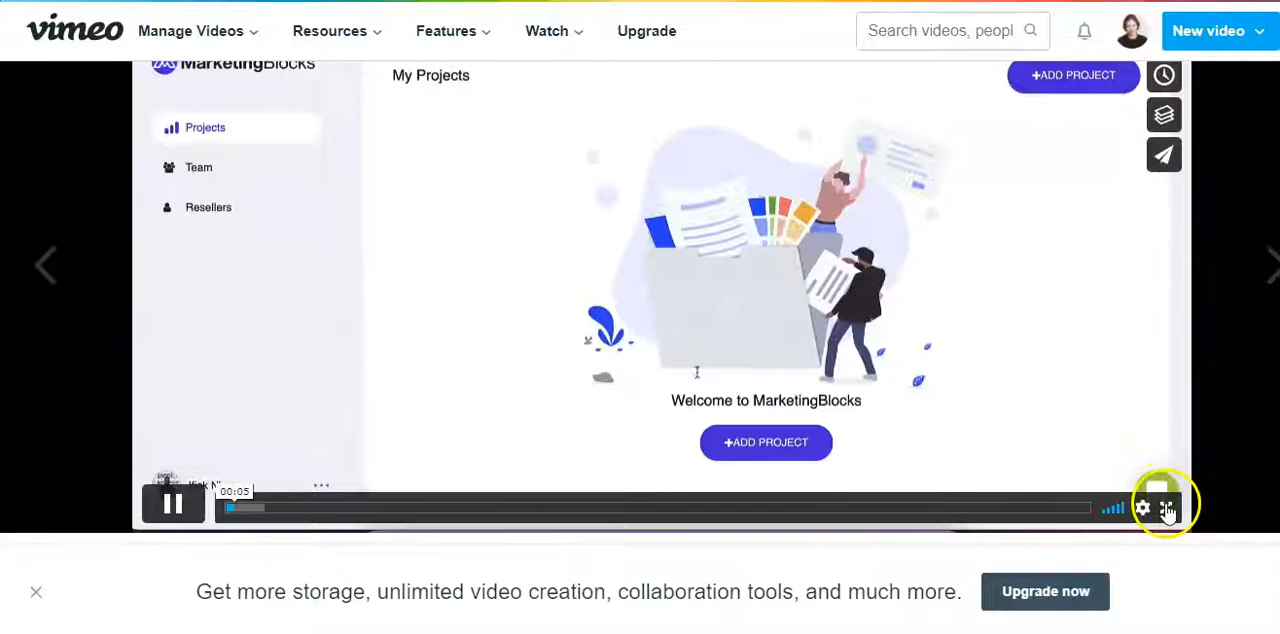 vimeo Manage Videos Resources Features Watch Upgrade Search videos, peopl New video
MarketingBlocks My Projects +ADD PROJECT
Projects
Team
Resellers
Welcome to MarketingBlocks
+ADD PROJECT
00:05
Get more storage, unlimited video creation, collaboration tools, and much more. Upgrade now